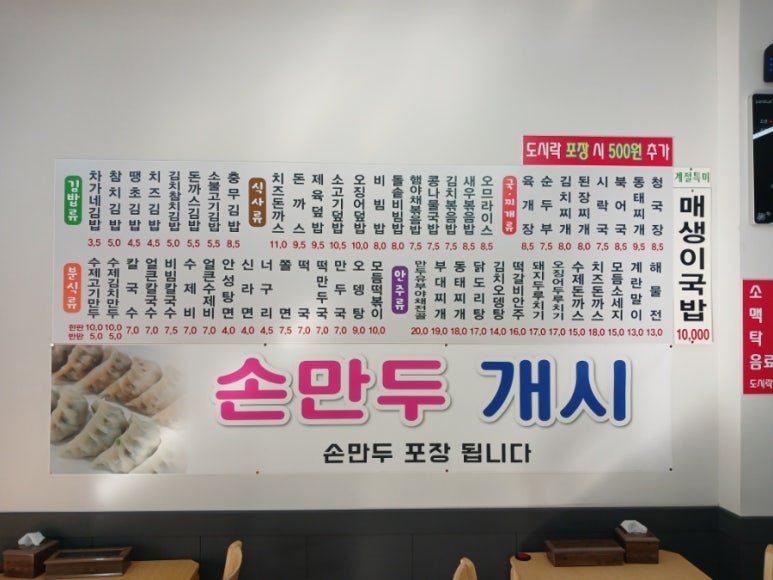 도시락 포장 시 500원 추가
김밥류
차가네김밥 3,5
참치김밥 5,0
땡초김밥 4,5
치즈김밥 4,5
김치참치김밥 5,5
돈까스김밥 5,5
소불고기김밥 5,5
충무김밥 8,5
식사류
치즈돈까스 11,0
돈까스 9,5
제육덮밥 10,5
소고기덮밥 10,5
오징어덮밥 10,0
비빔밥 8,0
돌솥비빔밥 8,0
햄야채볶음밥 7,5
콩나물국밥 7,5
김치볶음밥 7,5
새우볶음밥 8,5
오므라이스 8,5
국·찌개류
육개장 8,5
순두부 7,5
김치찌개 8,0
된장찌개 8,0
시락국 7,5
북어국 8,5
동태찌개 9,5
청국장 8,5
계절특미
매생이국밥
10,000
분식류
한판
반판
수제고기만두 10,0 5,0
수제김치만두 10,0 5,0
칼국수 7,0
얼큰칼국수 7,0
비빔칼국수 7,5
수제비 7,0
얼큰수제비 7,0
안성탕면 4,0
신라면 4,0
너구리 4,5
쫄면 7,5
떡국 7,0
떡만두국 7,0
만두국 7,0
오뎅탕 9,0
모듬떡볶이 10,0
안주류
만두유부야채전골 20,0
부대찌개 19,0
동태찌개 18,0
닭도리탕 17,0
김치오뎅탕 14,0
떡갈비안주 16,0
돼지두루치기 17,0
오징어두루치기 17,0
수제돈까스 15,0
치즈돈까스 18,0
모듬소세지 15,0
계란말이 13,0
해물전 13,0
손만두 개시
손만두 포장 됩니다
소
맥
탁
음료
도시락